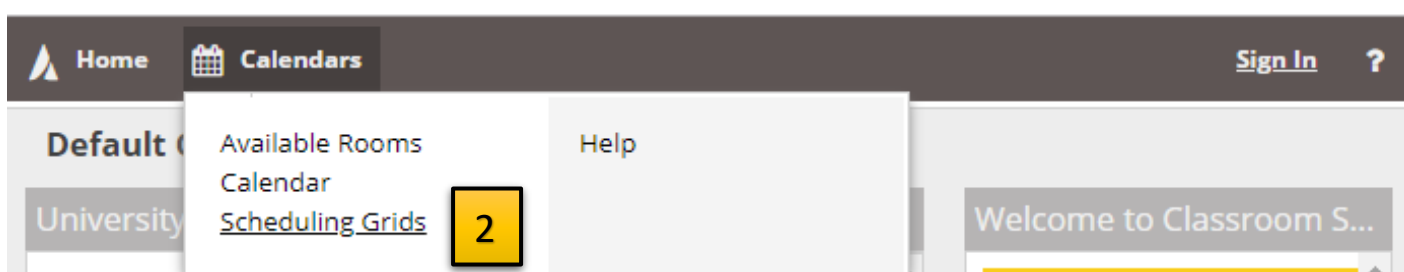 Home Calendars Sign In ?
Default
Available Rooms Help
Calendar
University Scheduling Grids 2 Welcome to Classroom S...